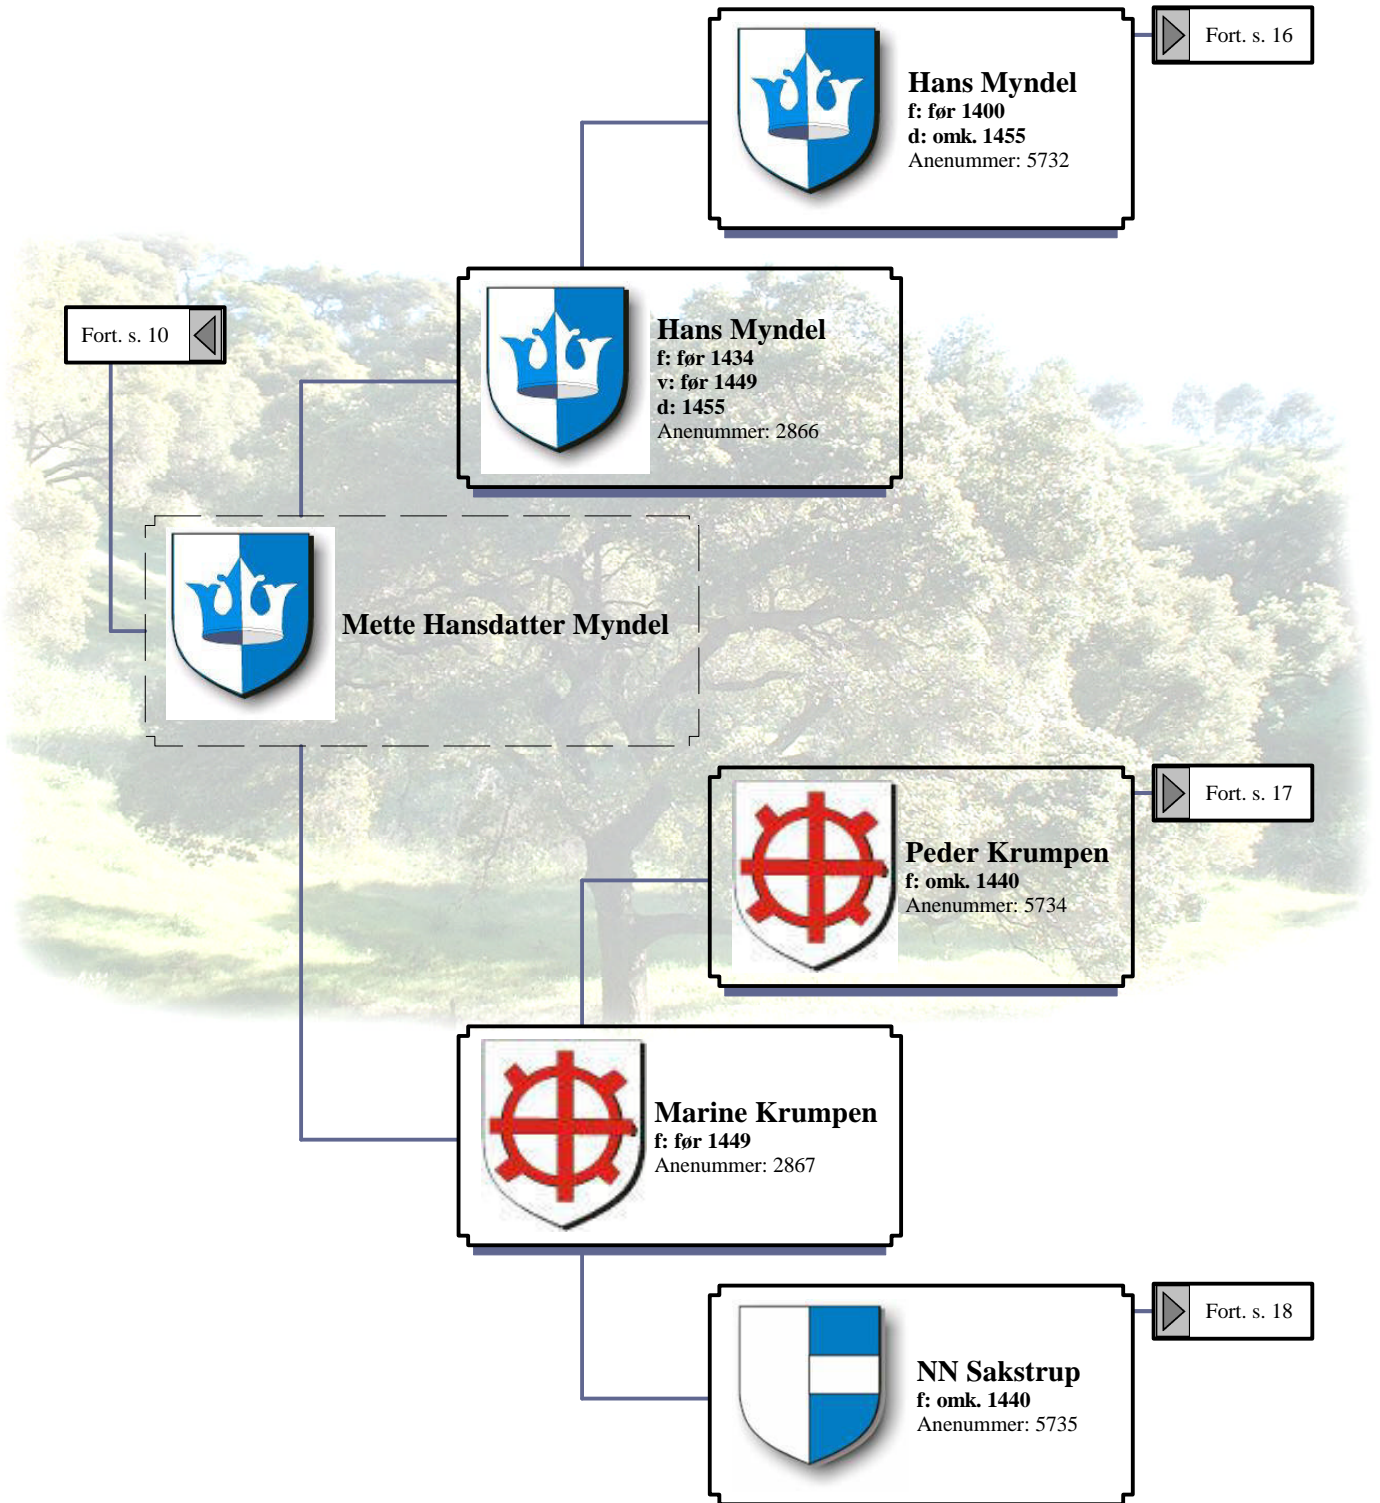 Fort. s. 16
Hans Myndel
f: før 1400
d: omk. 1455
Anenummer: 5732
Fort. s. 10
Hans Myndel
f: før 1434
v: før 1449
d: 1455
Anenummer: 2866
Mette Hansdatter Myndel
Fort. s. 17
Peder Krumpen
f: omk. 1440
Anenummer: 5734
Marine Krumpen
f: før 1449
Anenummer: 2867
Fort. s. 18
NN Sakstrup
f: omk. 1440
Anenummer: 5735